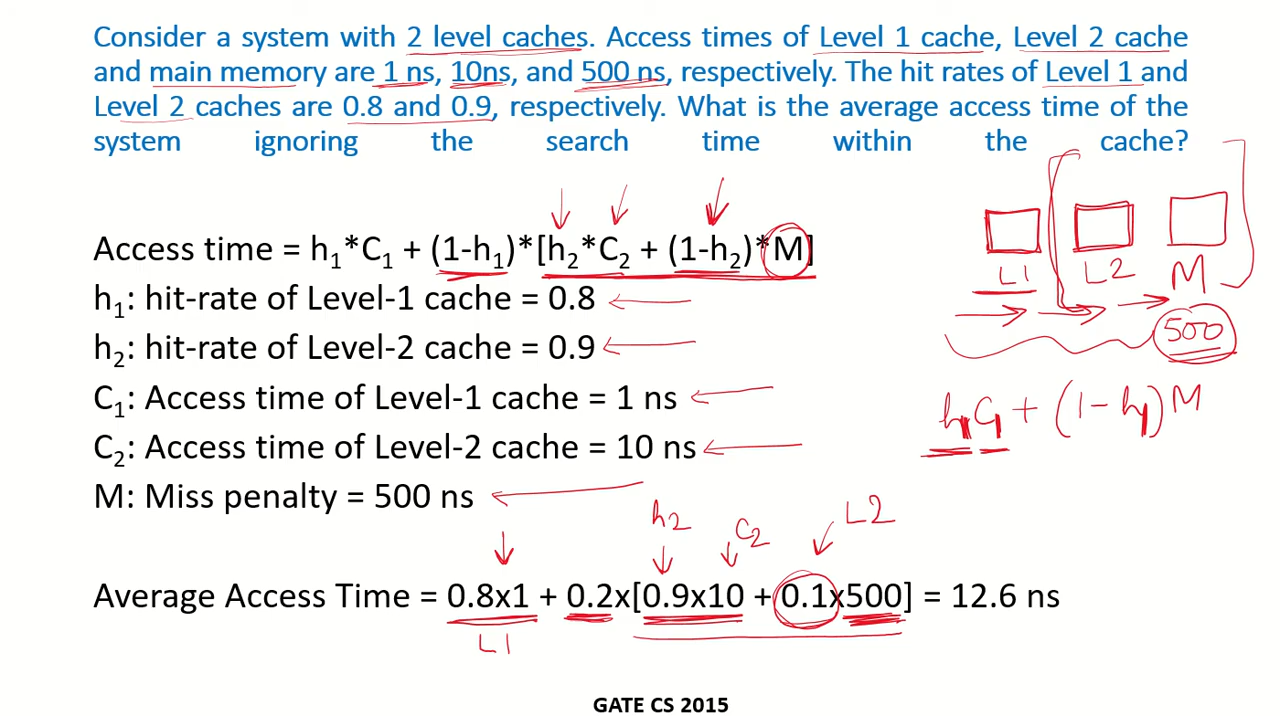 Consider a system with 2 level caches. Access times of Level 1 cache, Level 2 cache
and main memory are 1 ns, 10ns, and 500 ns, respectively. The hit rates of Level 1 and
Level 2 caches are 0.8 and 0.9, respectively. What is the average access time of the
system ignoring the search time within the cache?
Access time = h₁*C₁ + (1-h₁)*[h₂*C₂ + (1-h₂)*M]
L1 L2 M
h₁: hit-rate of Level-1 cache = 0.8
500
h₂: hit-rate of Level-2 cache = 0.9
C₁: Access time of Level-1 cache = 1 ns
h₁C₁ + (1-h₁)M
C₂: Access time of Level-2 cache = 10 ns
M: Miss penalty = 500 ns
h2 C2 L2
Average Access Time = 0.8x1 + 0.2x[0.9x10 + 0.1x500] = 12.6 ns
L1
GATE CS 2015